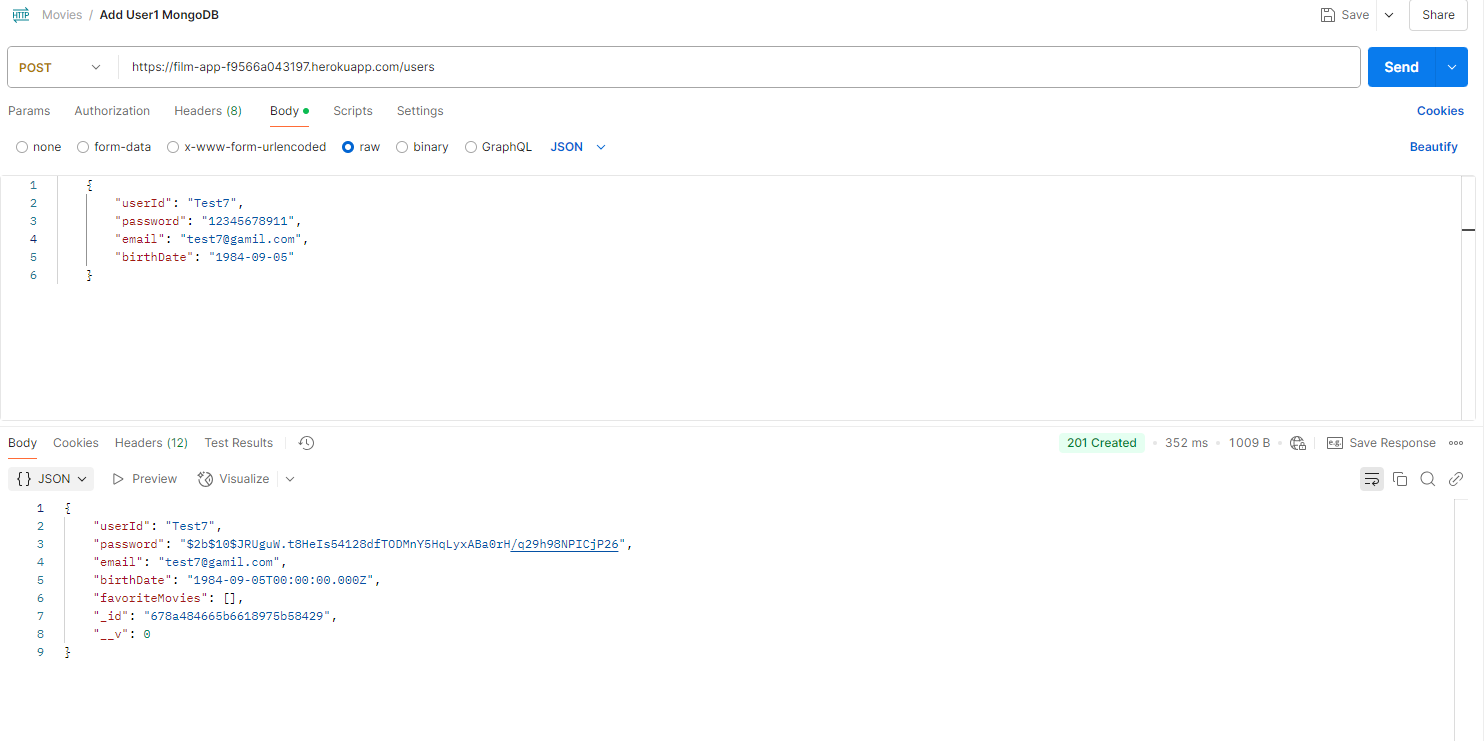 HTTP Movies / Add User1 MongoDB Save Share
POST https://film-app-f9566a043197.herokuapp.com/users Send
Params Authorization Headers (8) Body Scripts Settings Cookies
none form-data x-www-form-urlencoded raw binary GraphQL JSON Beautify
1 {
2 "userId": "Test7",
3 "password": "12345678911",
4 "email": "test7@gamil.com",
5 "birthDate": "1984-09-05"
6 }
Body Cookies Headers (12) Test Results 201 Created 352 ms 1009 B e.g. Save Response
{} JSON Preview Visualize
1 {
2 "userId": "Test7",
3 "password": "$2b$10$JRUguW.t8HeIs54128dfTODMnY5HqLyxABa0rH/q29h98NPICjP26",
4 "email": "test7@gamil.com",
5 "birthDate": "1984-09-05T00:00:00.000Z",
6 "favoriteMovies": [],
7 "_id": "678a484665b6618975b58429",
8 "__v": 0
9 }